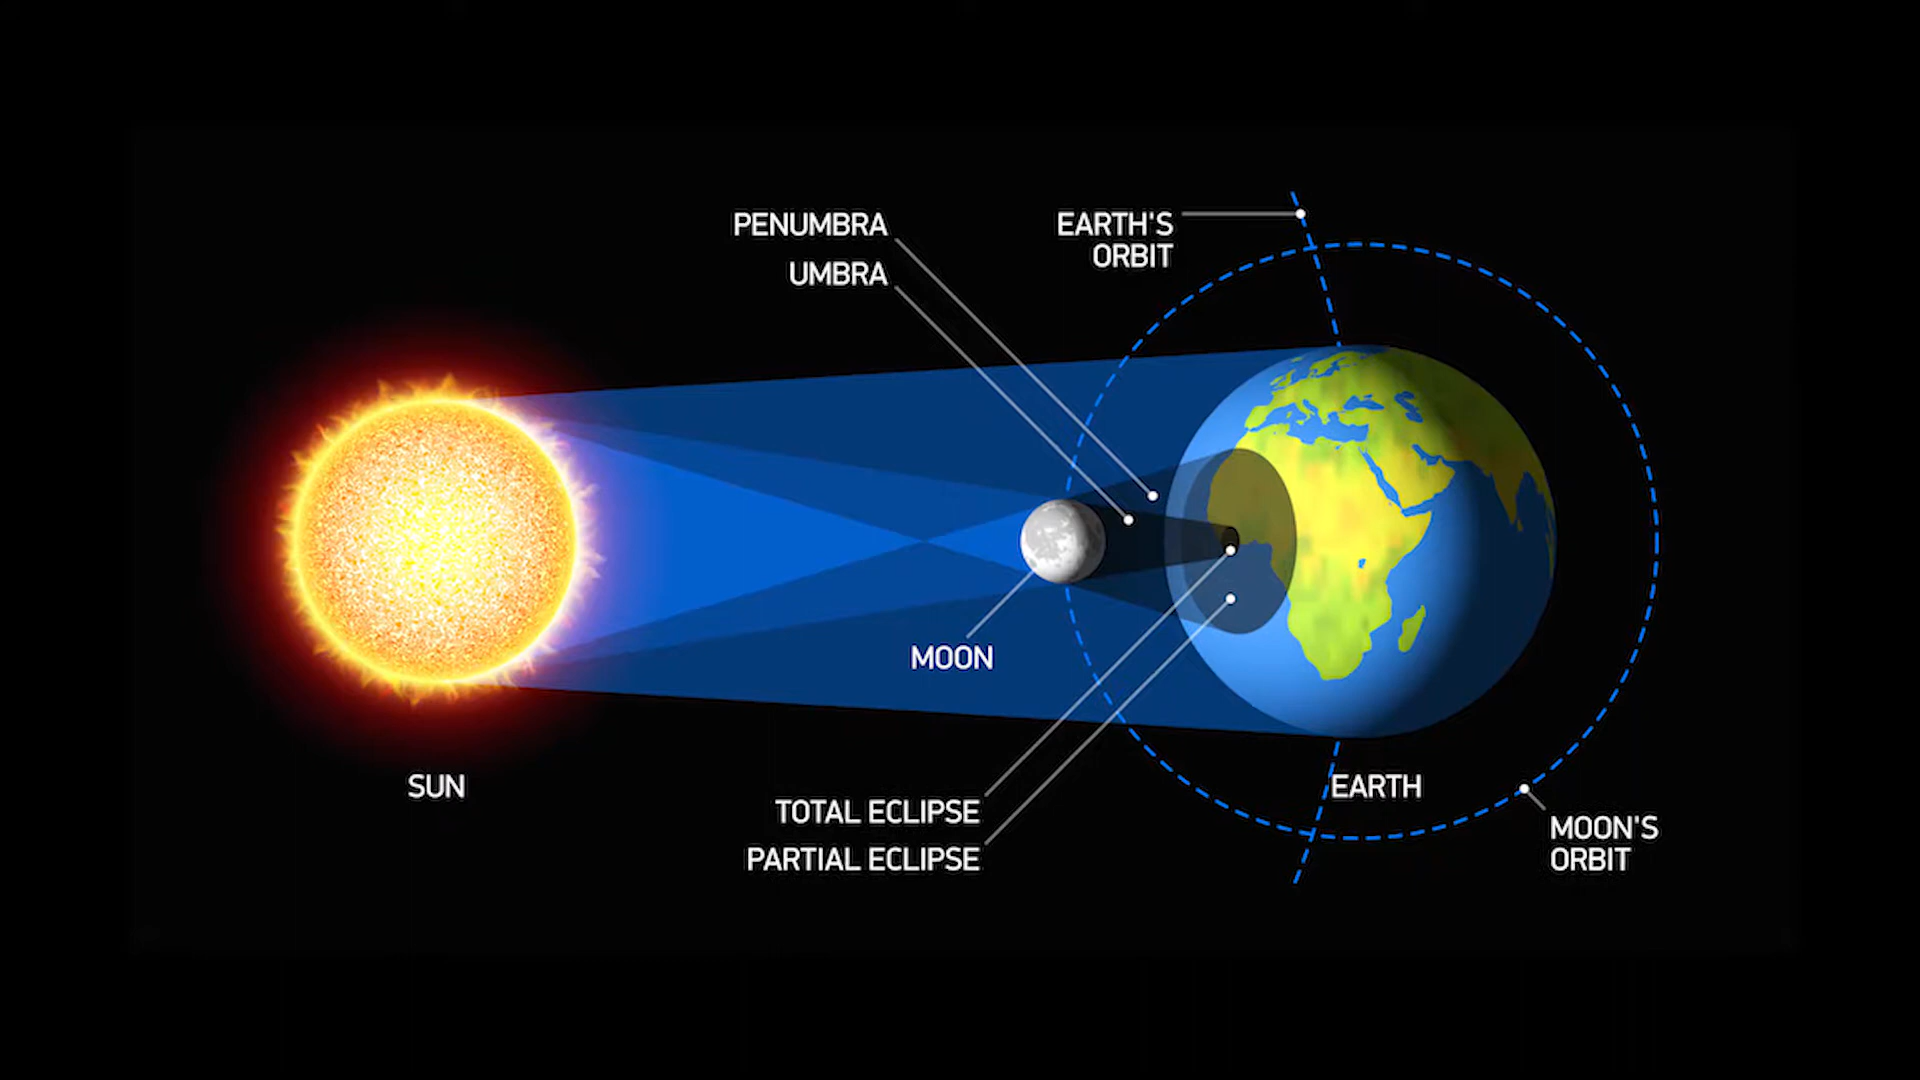 PENUMBRA
UMBRA
EARTH'S
ORBIT
MOON
SUN
EARTH
TOTAL ECLIPSE
PARTIAL ECLIPSE
MOON'S
ORBIT